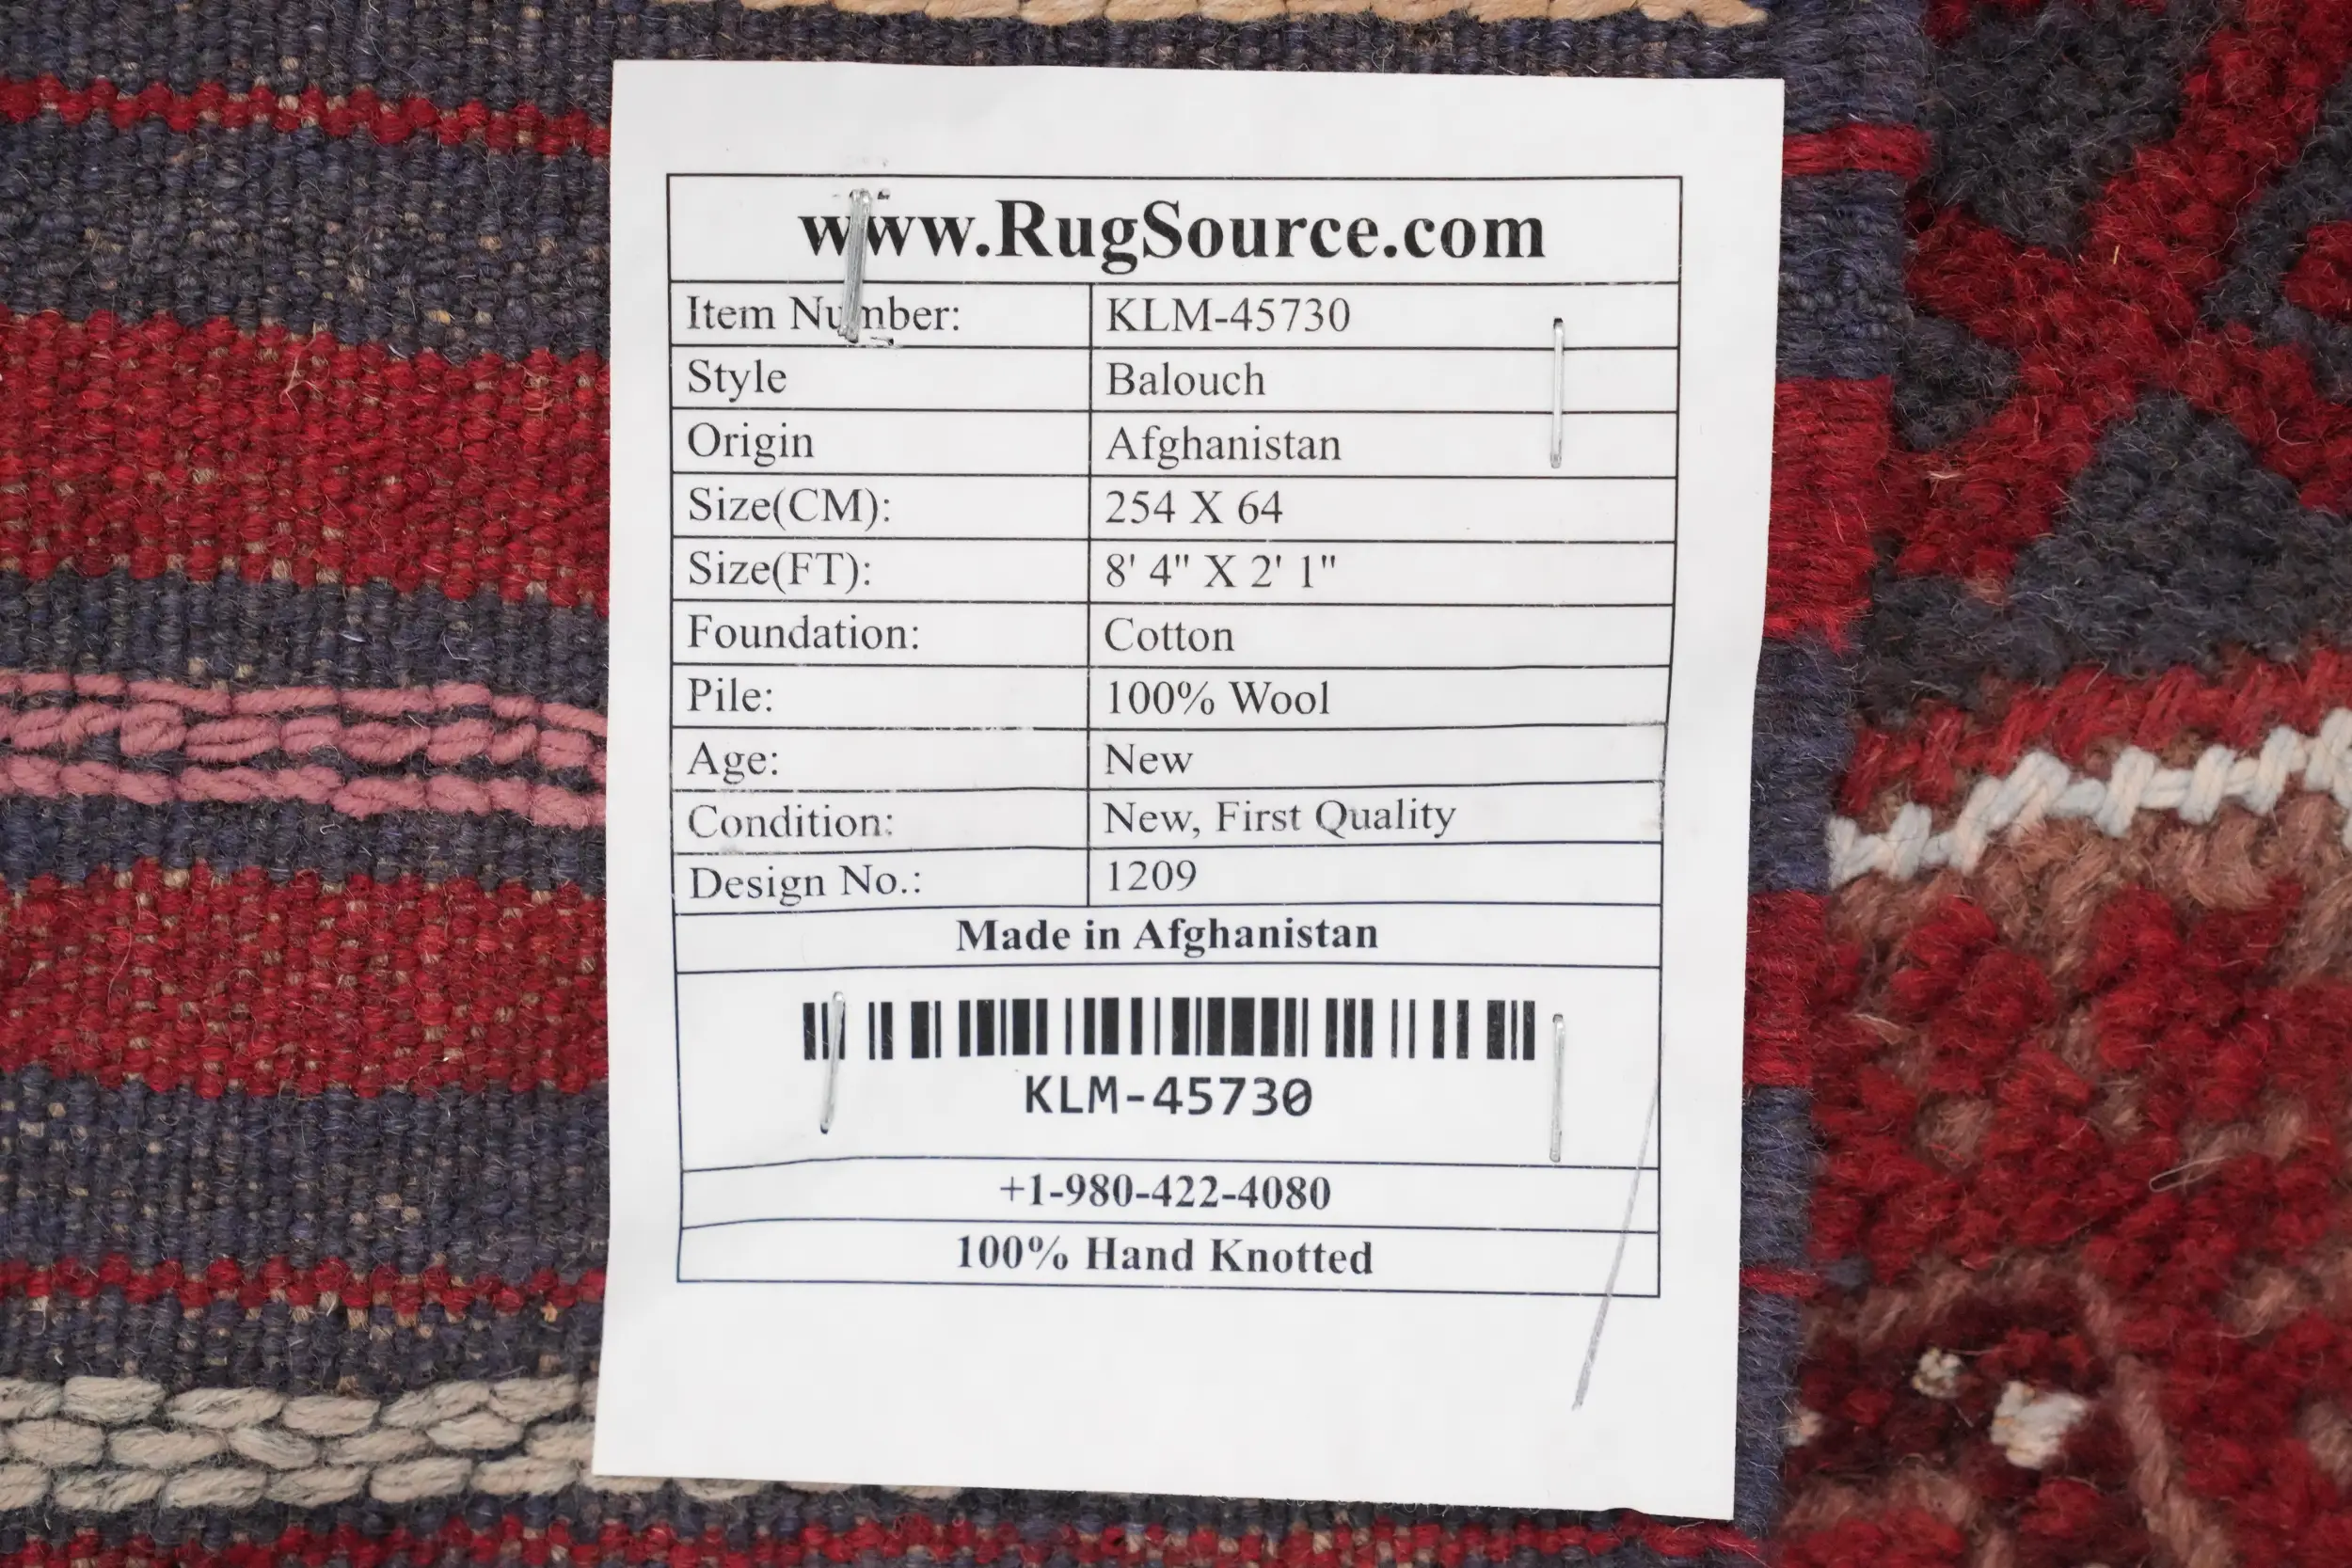 www.RugSource.com
Item Number: KLM-45730
Style Balouch
Origin Afghanistan
Size(CM): 254 X 64
Size(FT): 8' 4" X 2' 1"
Foundation: Cotton
Pile: 100% Wool
Age: New
Condition: New, First Quality
Design No.: 1209
Made in Afghanistan
KLM-45730
+1-980-422-4080
100% Hand Knotted